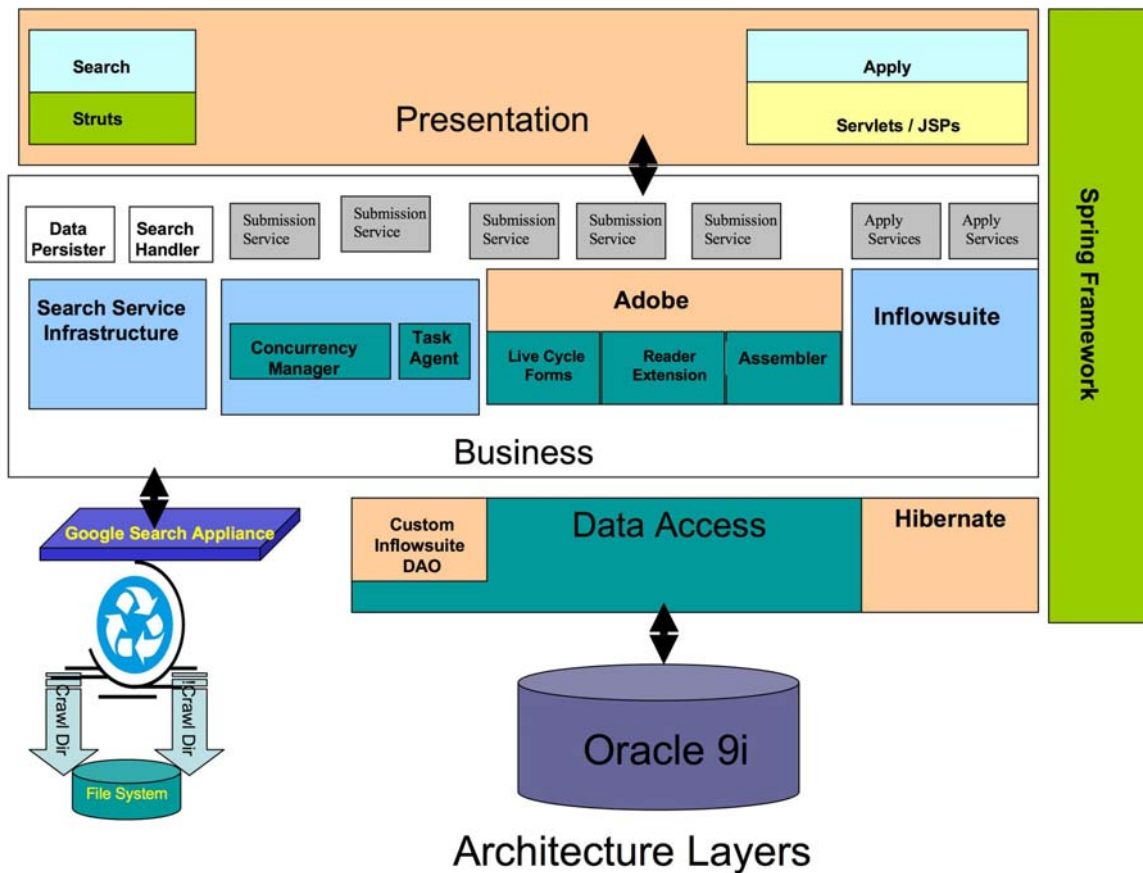 Search
Struts
Presentation
Apply
Servlets / JSPs
Spring Framework
Data
Persister
Search
Handler
Submission
Service
Submission
Service
Submission
Service
Submission
Service
Submission
Service
Apply
Services
Apply
Services
Search Service
Infrastructure
Concurrency
Manager
Task
Agent
Adobe
Live Cycle
Forms
Reader
Extension
Assembler
Inflowsuite
Business
Google Search Appliance
Crawl Dir
Crawl Dir
File System
Custom
Inflowsuite
DAO
Data Access
Hibernate
Oracle 9i
Architecture Layers